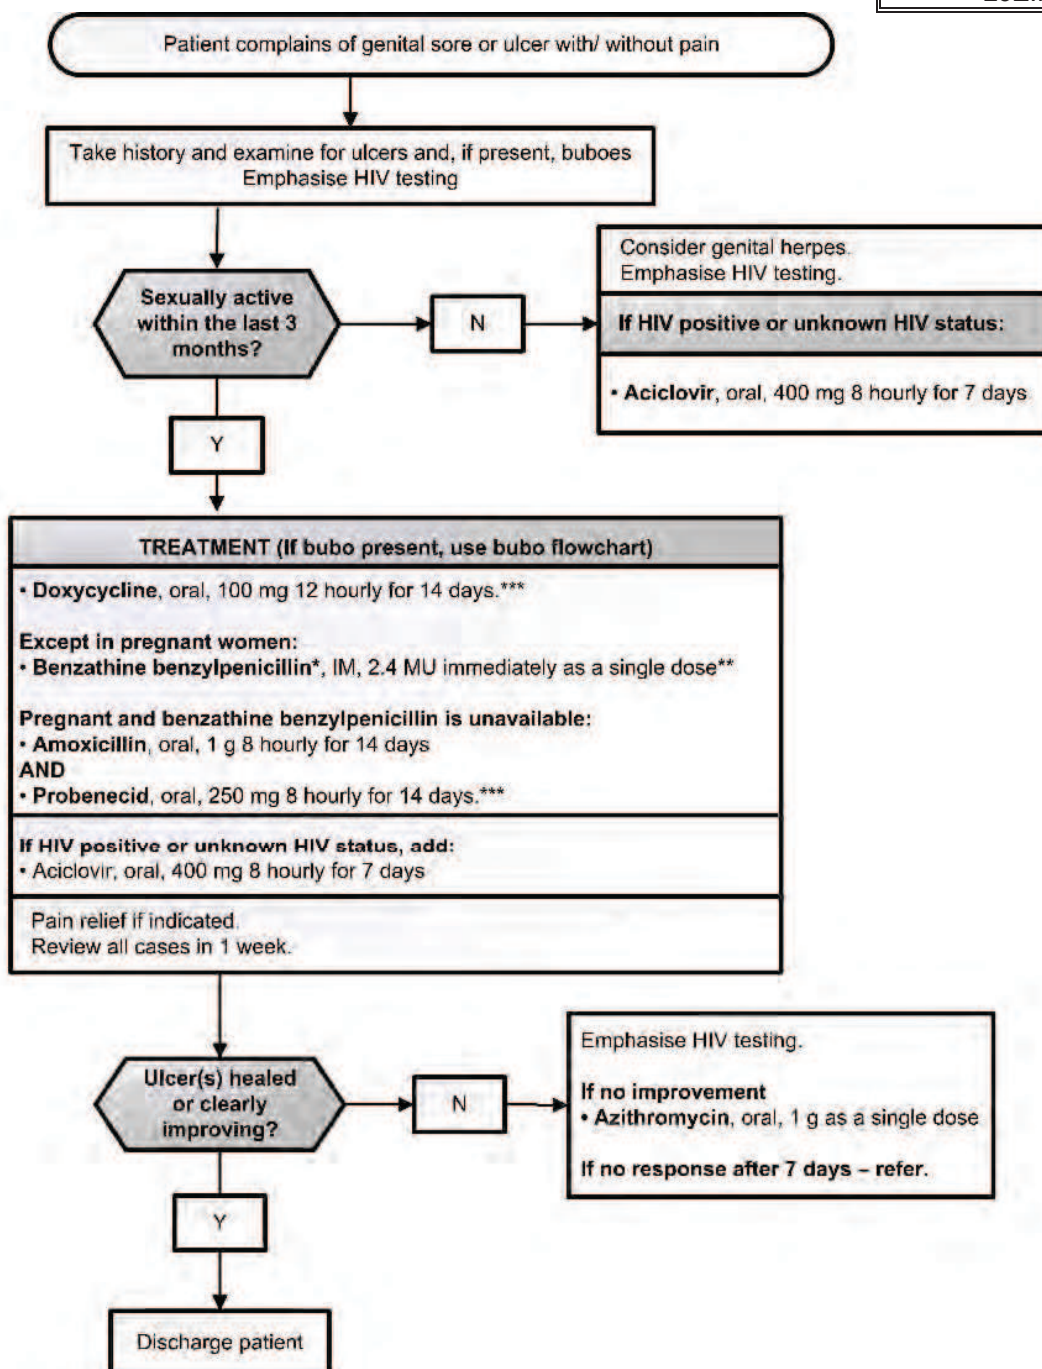 Patient complains of genital sore or ulcer with/ without pain
Take history and examine for ulcers and, if present, buboes
Emphasise HIV testing
Sexually active
within the last 3
months?
N
Consider genital herpes.
Emphasise HIV testing.
If HIV positive or unknown HIV status:
• Aciclovir, oral, 400 mg 8 hourly for 7 days
Y
TREATMENT (If bubo present, use bubo flowchart)
• Doxycycline, oral, 100 mg 12 hourly for 14 days.***
Except in pregnant women:
• Benzathine benzylpenicillin*, IM, 2.4 MU immediately as a single dose**
Pregnant and benzathine benzylpenicillin is unavailable:
• Amoxicillin, oral, 1 g 8 hourly for 14 days
AND
• Probenecid, oral, 250 mg 8 hourly for 14 days.***
If HIV positive or unknown HIV status, add:
• Aciclovir, oral, 400 mg 8 hourly for 7 days
Pain relief if indicated.
Review all cases in 1 week.
Ulcer(s) healed
or clearly
improving?
N
Emphasise HIV testing.
If no improvement
• Azithromycin, oral, 1 g as a single dose
If no response after 7 days – refer.
Y
Discharge patient